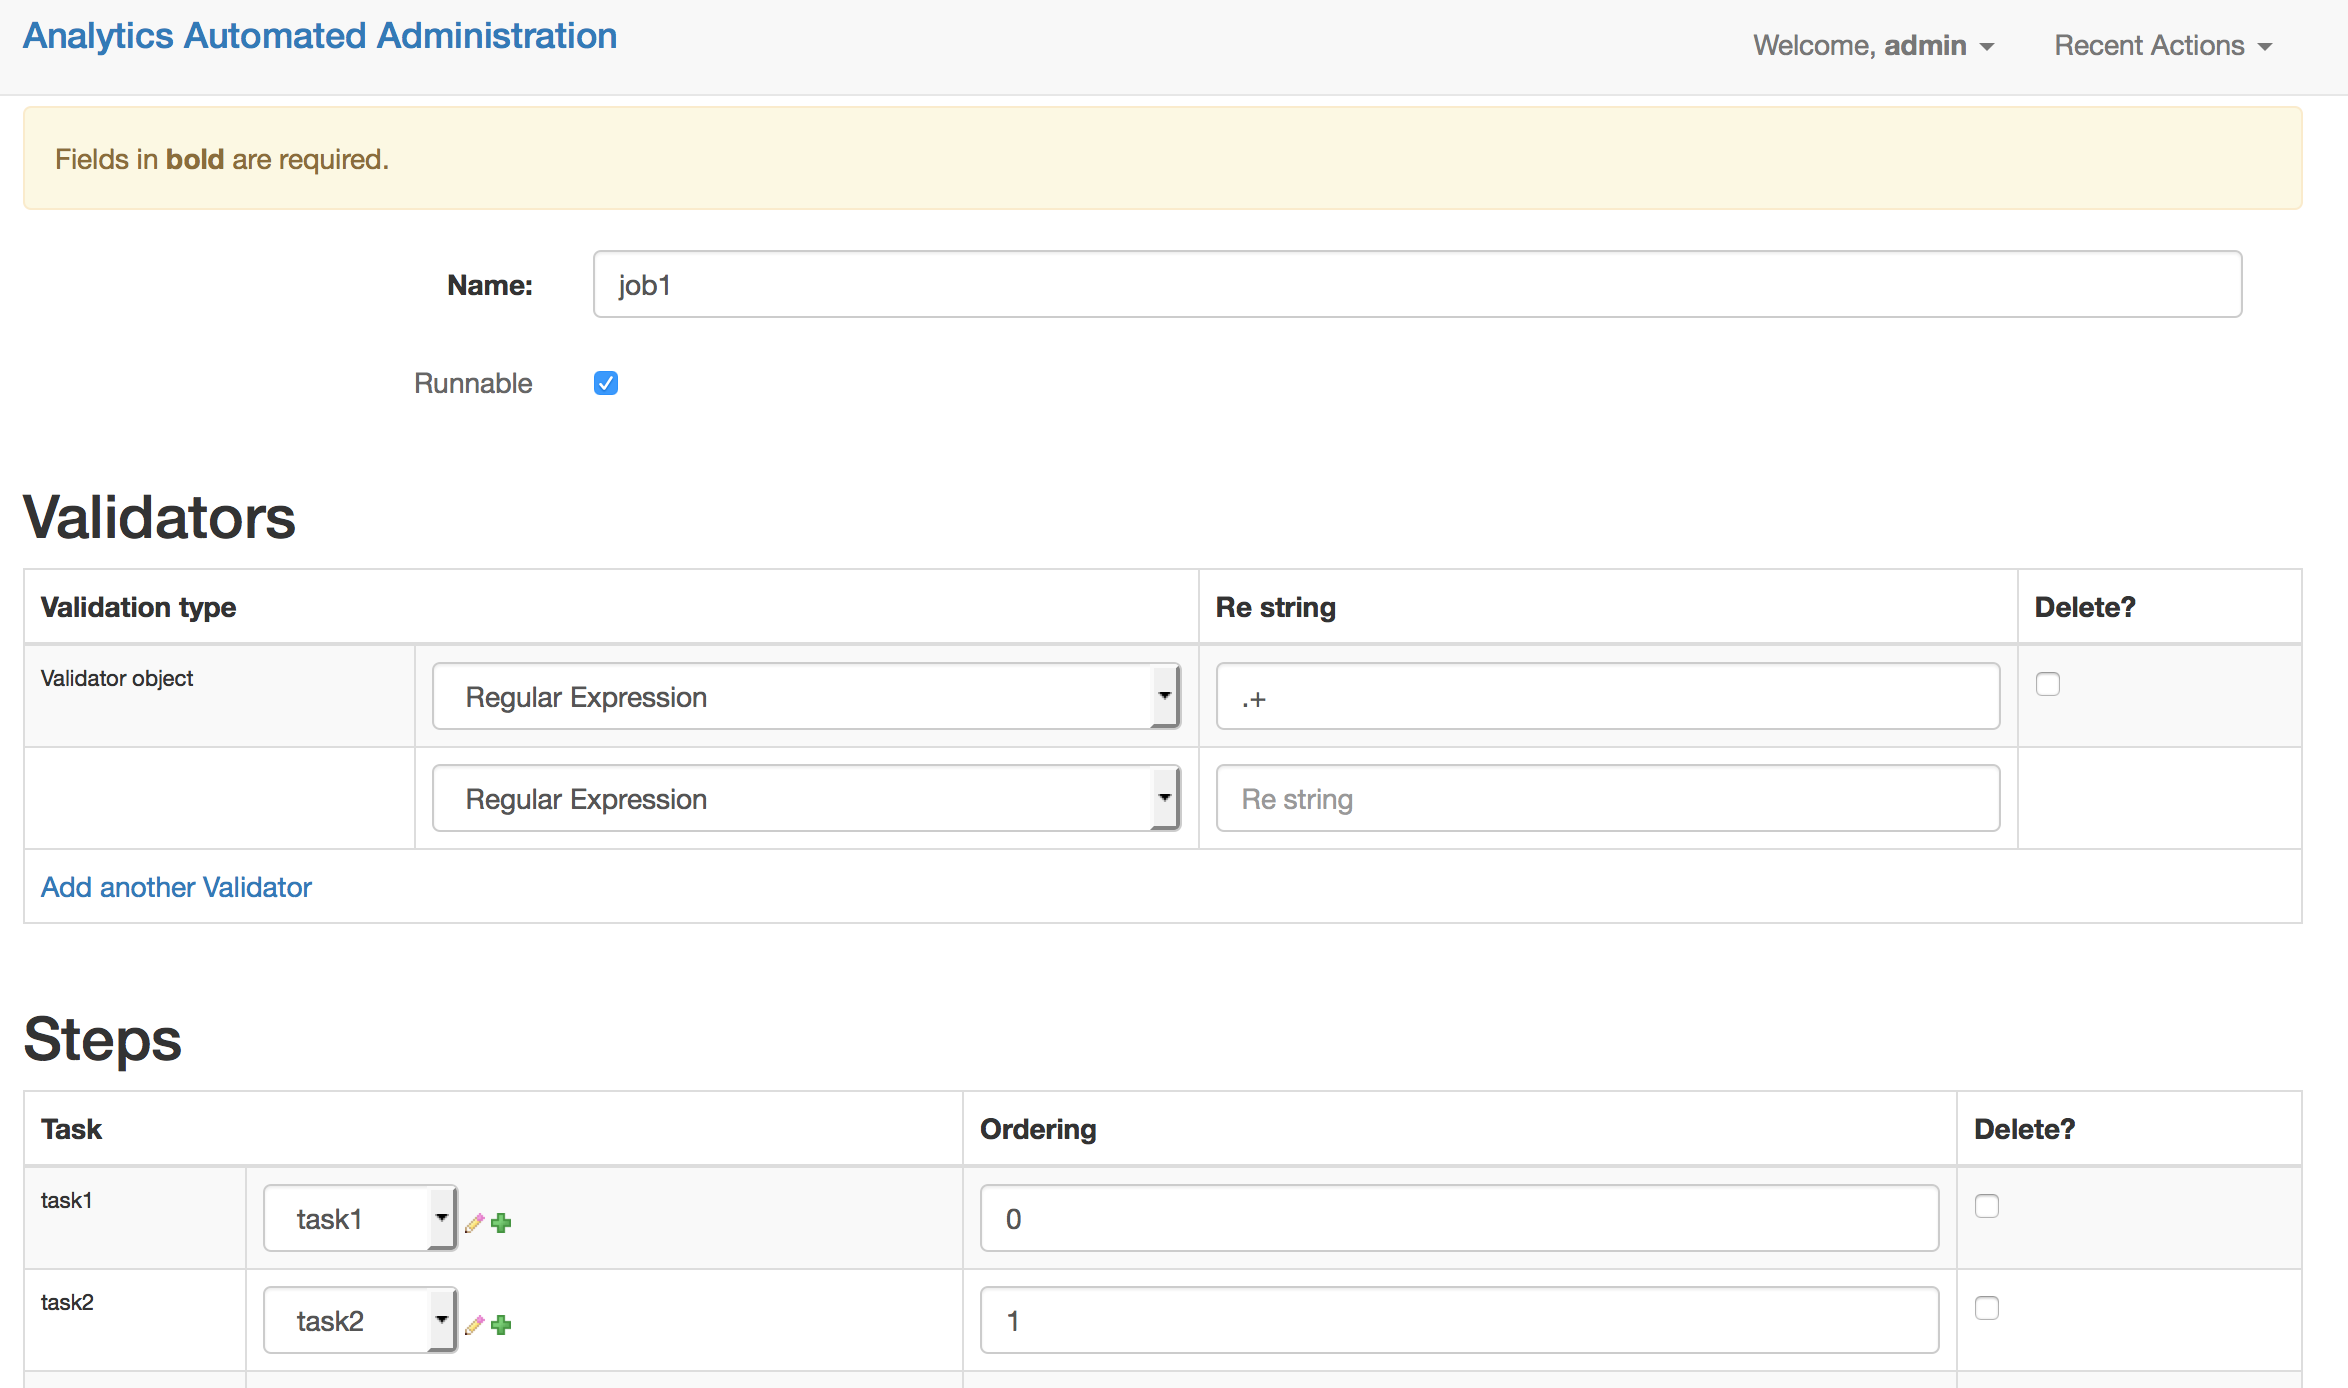 Analytics Automated Administration
Welcome, admin
Recent Actions
Fields in bold are required.
Name: job1
Runnable
Validators
Validation type Re string Delete?
Validator object Regular Expression .+
Regular Expression Re string
Add another Validator
Steps
Task Ordering Delete?
task1 task1 0
task2 task2 1